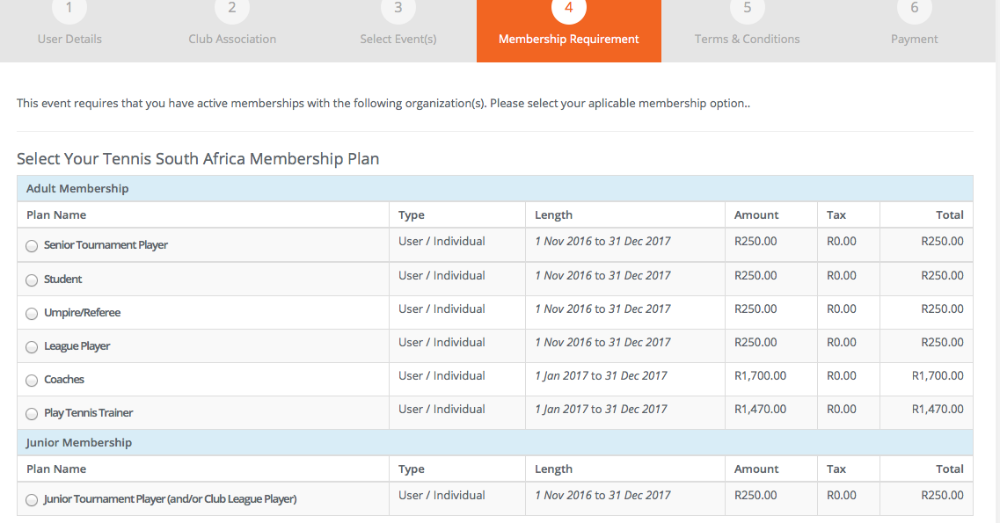 1 2 3 4 5 6
User Details Club Association Select Event(s) Membership Requirement Terms & Conditions Payment
This event requires that you have active memberships with the following organization(s). Please select your aplicable membership option..
Select Your Tennis South Africa Membership Plan
Adult Membership
Plan Name Type Length Amount Tax Total
Senior Tournament Player User / Individual 1 Nov 2016 to 31 Dec 2017 R250.00 R0.00 R250.00
Student User / Individual 1 Nov 2016 to 31 Dec 2017 R250.00 R0.00 R250.00
Umpire/Referee User / Individual 1 Nov 2016 to 31 Dec 2017 R250.00 R0.00 R250.00
League Player User / Individual 1 Nov 2016 to 31 Dec 2017 R250.00 R0.00 R250.00
Coaches User / Individual 1 Jan 2017 to 31 Dec 2017 R1,700.00 R0.00 R1,700.00
Play Tennis Trainer User / Individual 1 Jan 2017 to 31 Dec 2017 R1,470.00 R0.00 R1,470.00
Junior Membership
Plan Name Type Length Amount Tax Total
Junior Tournament Player (and/or Club League Player) User / Individual 1 Nov 2016 to 31 Dec 2017 R250.00 R0.00 R250.00